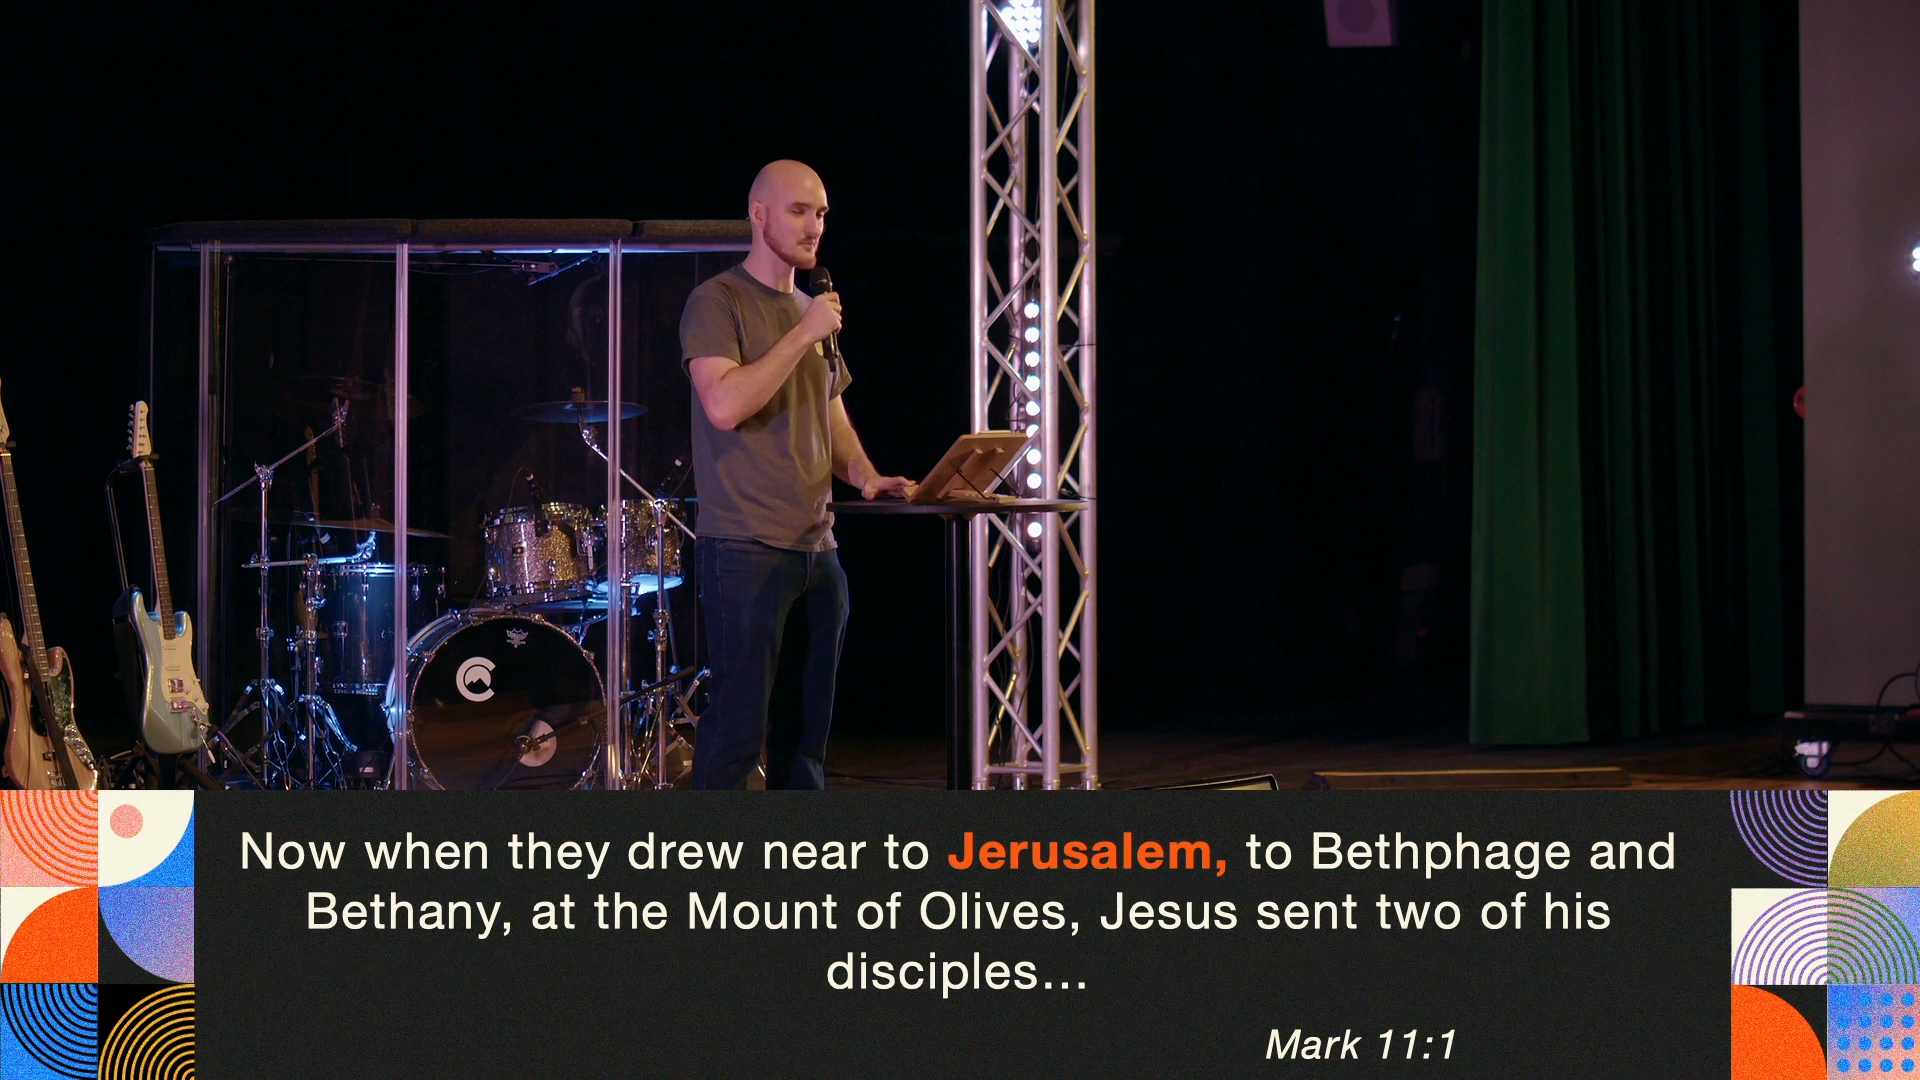 Now when they drew near to Jerusalem, to Bethphage and
Bethany, at the Mount of Olives, Jesus sent two of his
disciples...
Mark 11:1